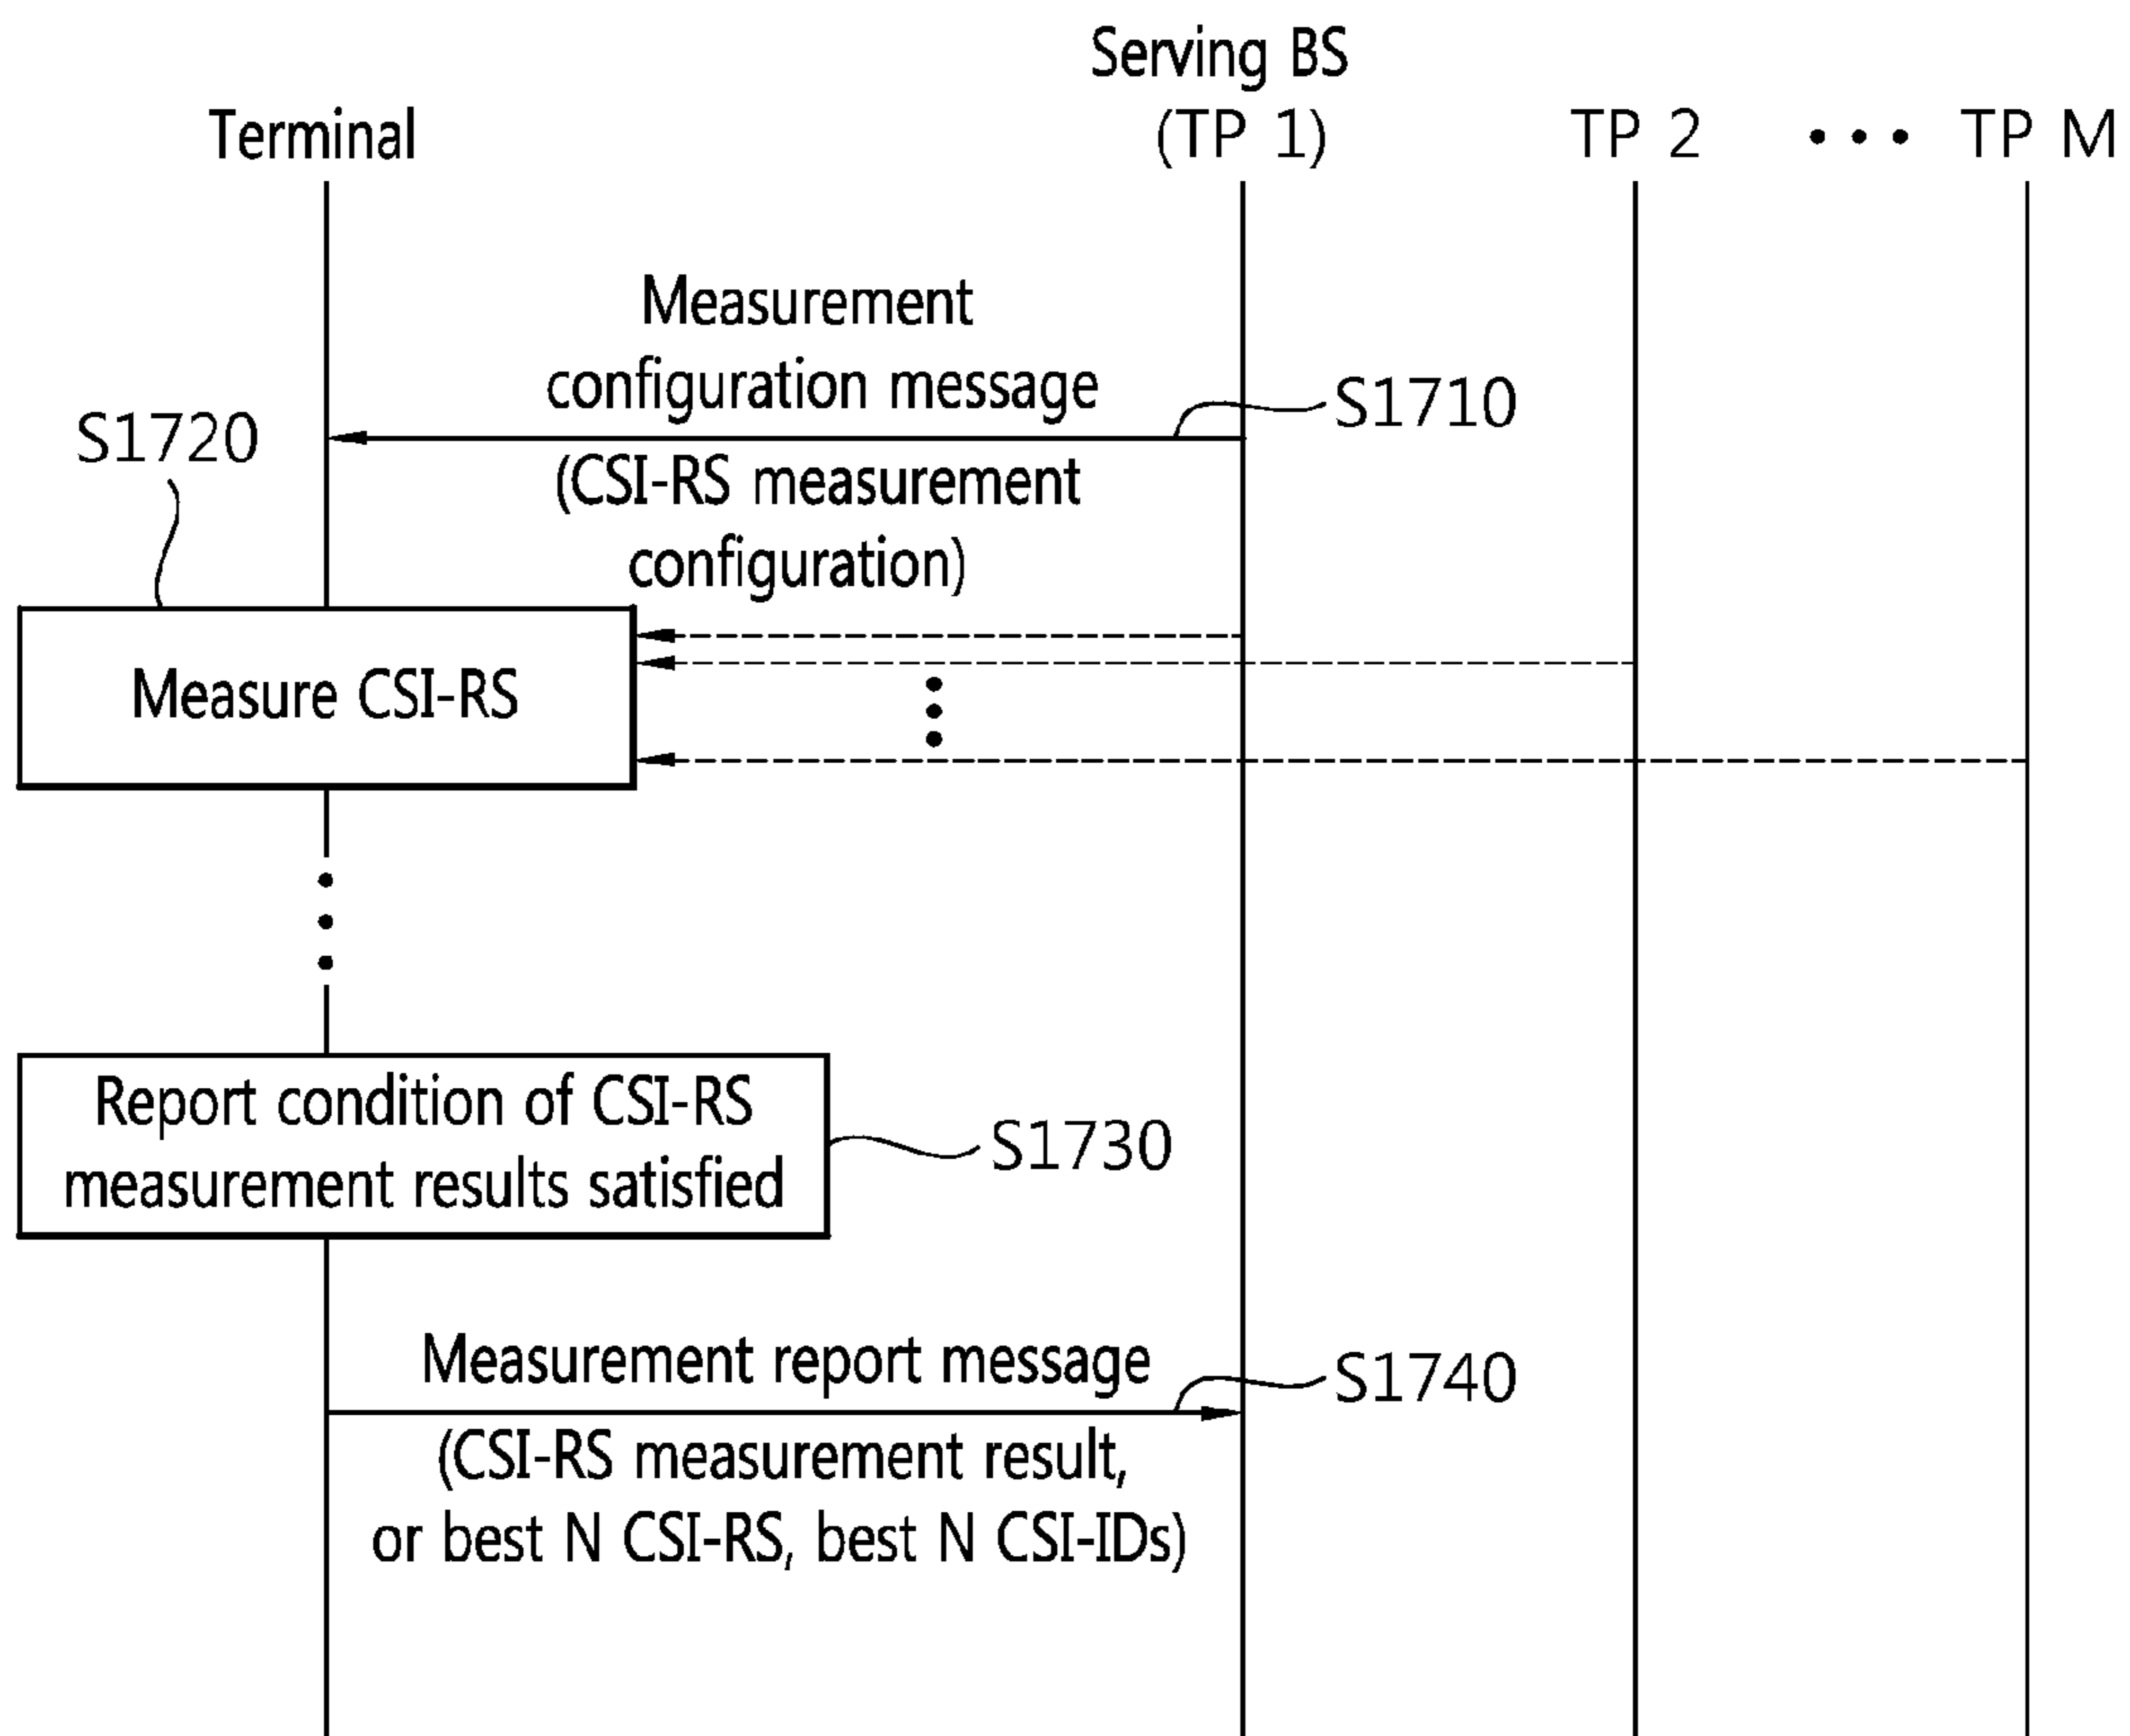 Serving BS
Terminal
(TP 1)
TP 2
• • •
TP M
Measurement
configuration message
S1710
S1720
(CSI-RS measurement
configuration)
Measure CSI-RS
Report condition of CSI-RS
measurement results satisfied
S1730
Measurement report message
S1740
(CSI-RS measurement result,
or best N CSI-RS, best N CSI-IDs)